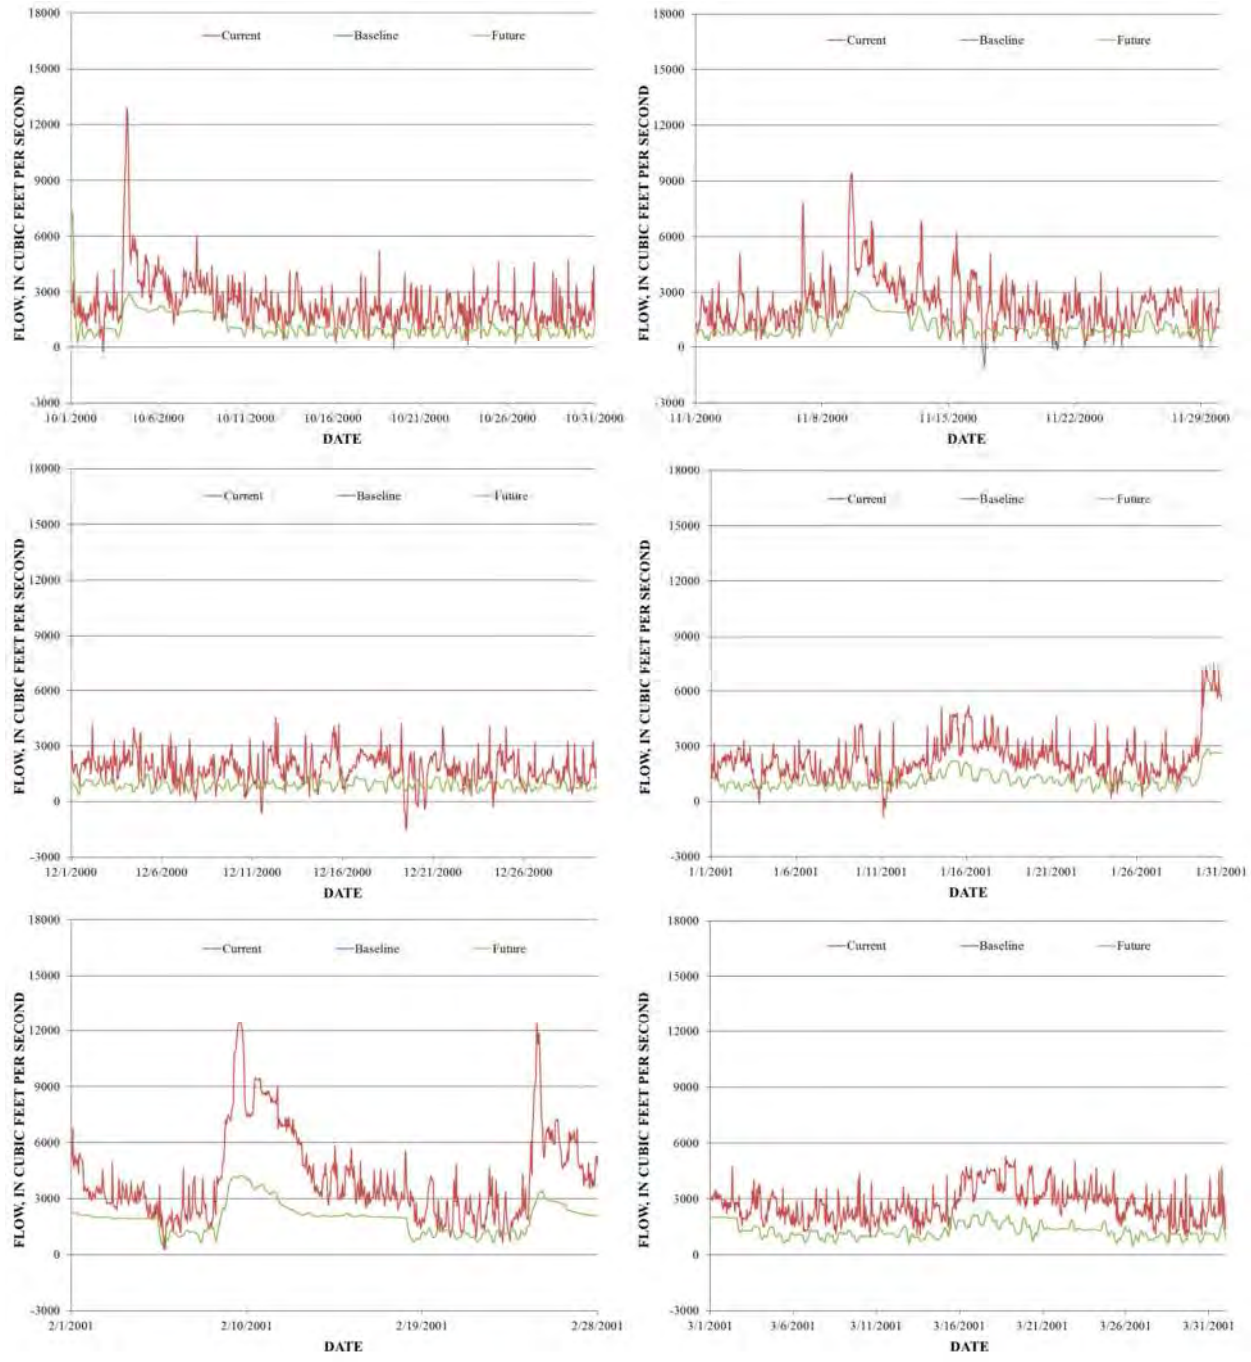 18000
Current Baseline Future
15000
12000
9000
6000
3000
0
-3000
FLOW, IN CUBIC FEET PER SECOND
10/1/2000 10/6/2000 10/11/2000 10/16/2000 10/21/2000 10/26/2000 10/31/2000
DATE
18000
Current Baseline Future
15000
12000
9000
6000
3000
0
-3000
FLOW, IN CUBIC FEET PER SECOND
11/1/2000 11/8/2000 11/15/2000 11/22/2000 11/29/2000
DATE
18000
Current Baseline Future
15000
12000
9000
6000
3000
0
-3000
FLOW, IN CUBIC FEET PER SECOND
12/1/2000 12/6/2000 12/11/2000 12/16/2000 12/21/2000 12/26/2000
DATE
18000
Current Baseline Future
15000
12000
9000
6000
3000
0
-3000
FLOW, IN CUBIC FEET PER SECOND
1/1/2001 1/6/2001 1/11/2001 1/16/2001 1/21/2001 1/26/2001 1/31/2001
DATE
18000
Current Baseline Future
15000
12000
9000
6000
3000
0
-3000
FLOW, IN CUBIC FEET PER SECOND
2/1/2001 2/10/2001 2/19/2001 2/28/2001
DATE
18000
Current Baseline Future
15000
12000
9000
6000
3000
0
-3000
FLOW, IN CUBIC FEET PER SECOND
3/1/2001 3/6/2001 3/11/2001 3/16/2001 3/21/2001 3/26/2001 3/31/2001
DATE